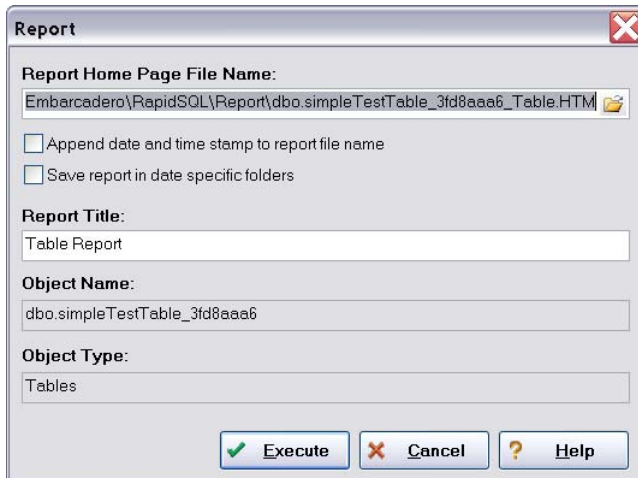 Report
Report Home Page File Name:
Embarcadero\RapidSQL\Report\dbo.simpleTestTable_3fd8aaa6_Table.HTM
Append date and time stamp to report file name
Save report in date specific folders
Report Title:
Table Report
Object Name:
dbo.simpleTestTable_3fd8aaa6
Object Type:
Tables
Execute Cancel ? Help